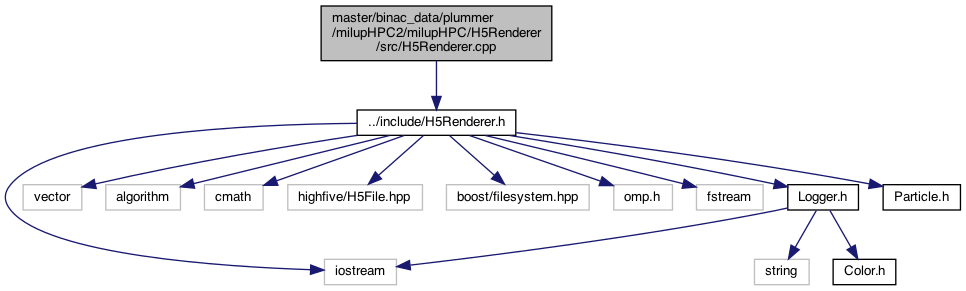 master/binac_data/plummer
/milupHPC2/milupHPC/H5Renderer
/src/H5Renderer.cpp
../include/H5Renderer.h
vector
algorithm
cmath
highfive/H5File.hpp
boost/filesystem.hpp
omp.h
fstream
Logger.h
Particle.h
iostream
string
Color.h